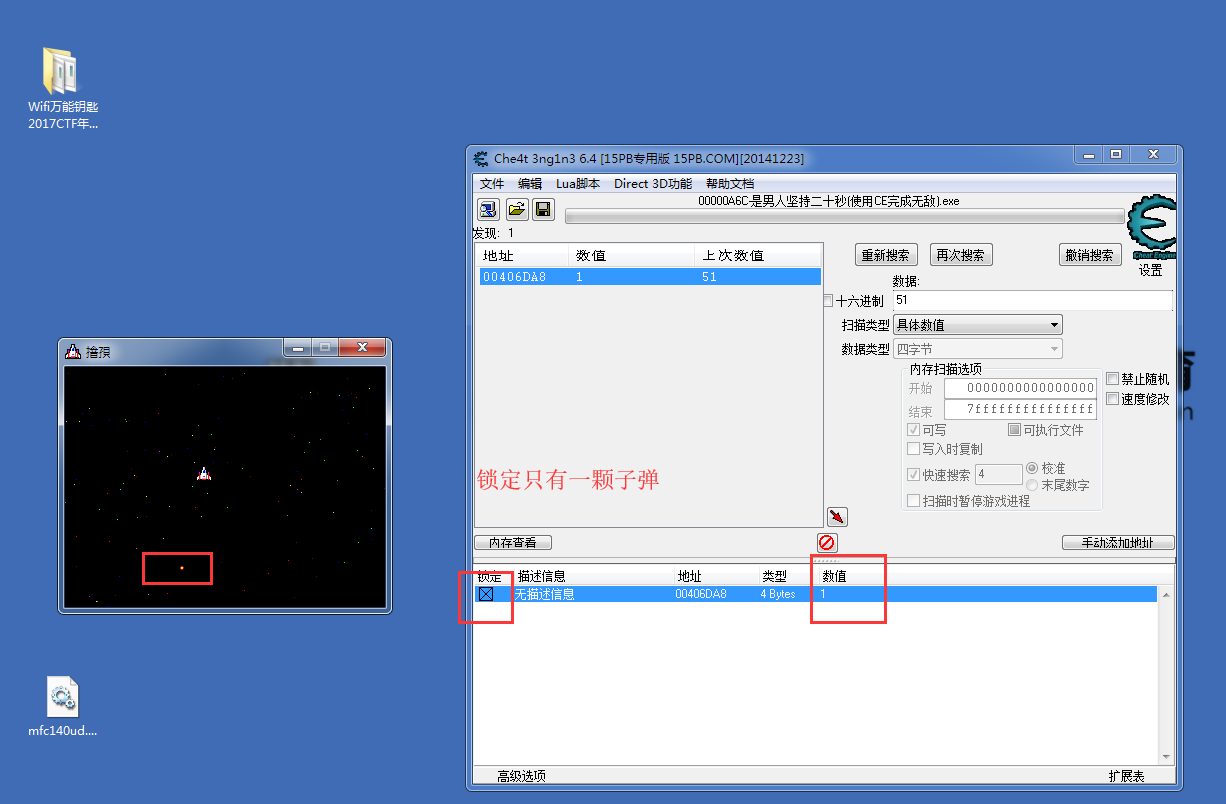 Wifi万能钥匙
2017CTF年...
Che4t 3ng1n3 6.4 [15PB专用版 15PB.COM][20141223]
文件 编辑 Lua脚本 Direct 3D功能 帮助文档
00000A6C-是男人坚持二十秒(使用CE完成无敌).exe
发现: 1
地址 数值 上次数值
00406DA8 1 51
重新搜索 再次搜索 撤销搜索
Cheat Engine
设置
数据:
十六进制 51
扫描类型 具体数值
数据类型 四字节
内存扫描选项
开始 0000000000000000
结束 7fffffffffffffff
禁止随机
速度修改
可写 可执行文件
写入时复制
快速搜索 4 校准
末尾数字
扫描时暂停游戏进程
锁定只有一颗子弹
内存查看 手动添加地址
锁定 描述信息 地址 类型 数值
无描述信息 00406DA8 4 Bytes 1
高级选项 扩展表
mfc140ud....